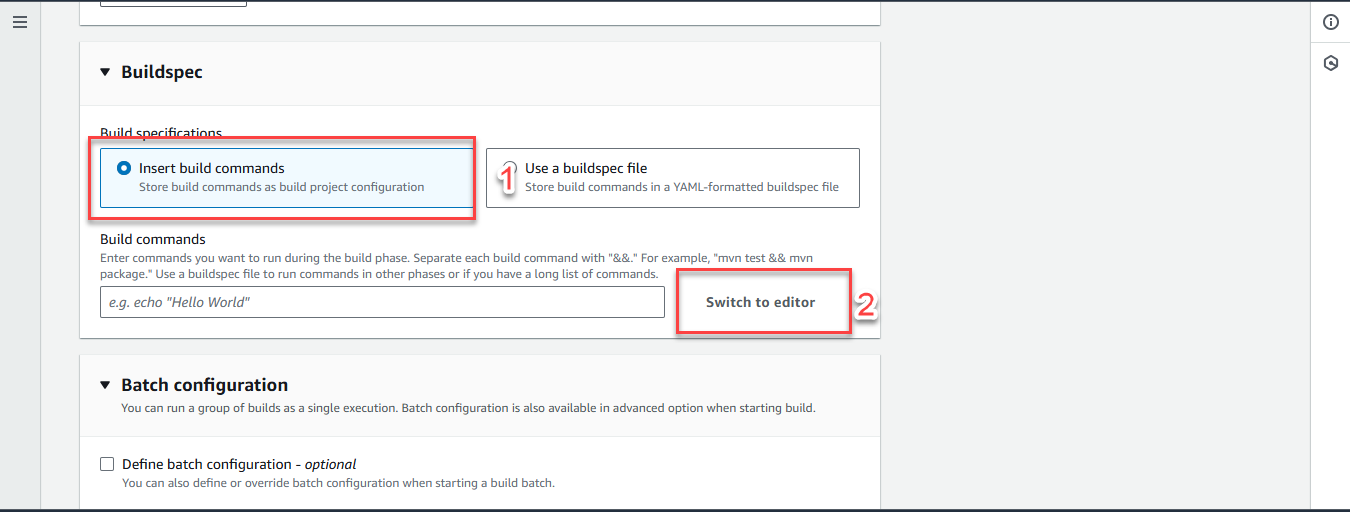 Buildspec
Build specifications
Insert build commands
Store build commands as build project configuration
1
Use a buildspec file
Store build commands in a YAML-formatted buildspec file
Build commands
Enter commands you want to run during the build phase. Separate each build command with "&&." For example, "mvn test && mvn
package." Use a buildspec file to run commands in other phases or if you have a long list of commands.
e.g. echo "Hello World"
Switch to editor
2
Batch configuration
You can run a group of builds as a single execution. Batch configuration is also available in advanced option when starting build.
Define batch configuration - optional
You can also define or override batch configuration when starting a build batch.